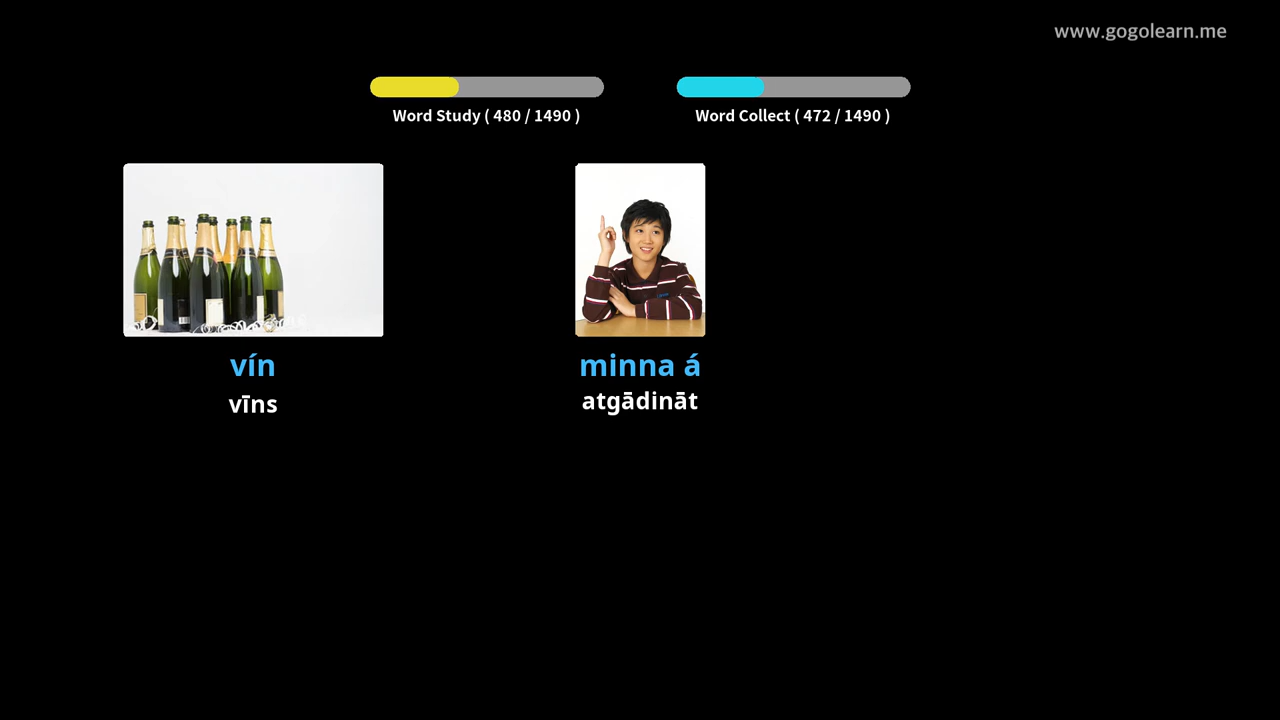 www.gogolearn.me
Word Study ( 480 / 1490 )
Word Collect ( 472 / 1490 )
vín
vīns
minna á
atgādināt